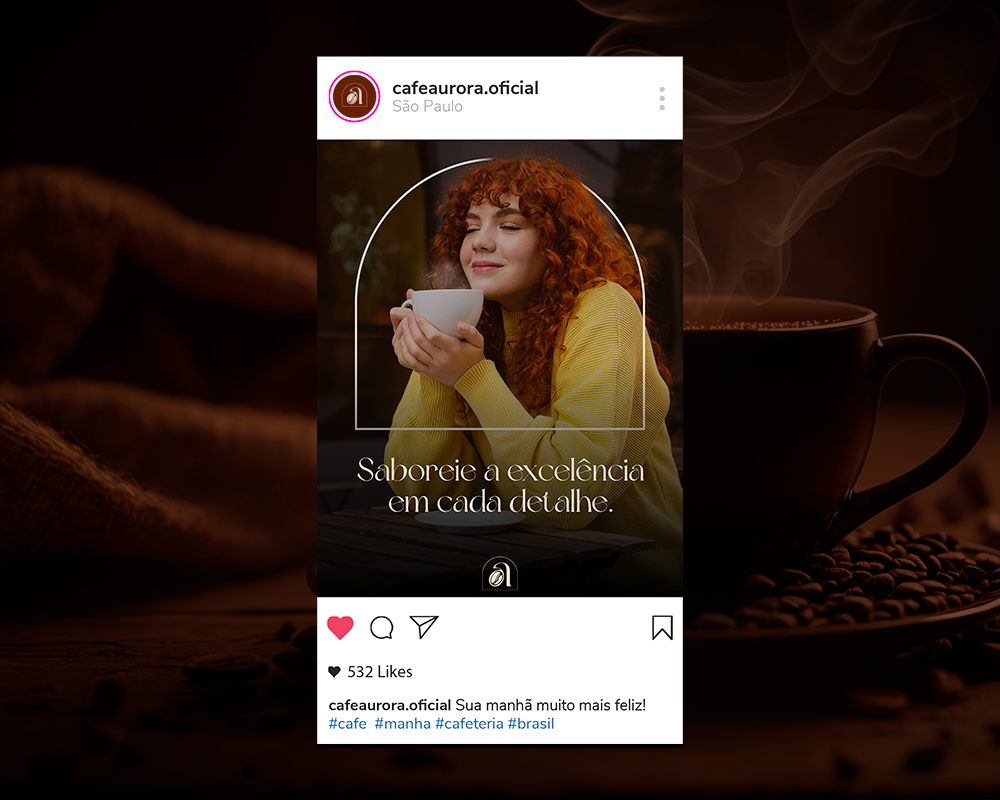 cafeaurora.oficial
São Paulo
Saboreie a excelência
em cada detalhe.
a
532 Likes
cafeaurora.oficial Sua manhã muito mais feliz!
#cafe #manha #cafeteria #brasil